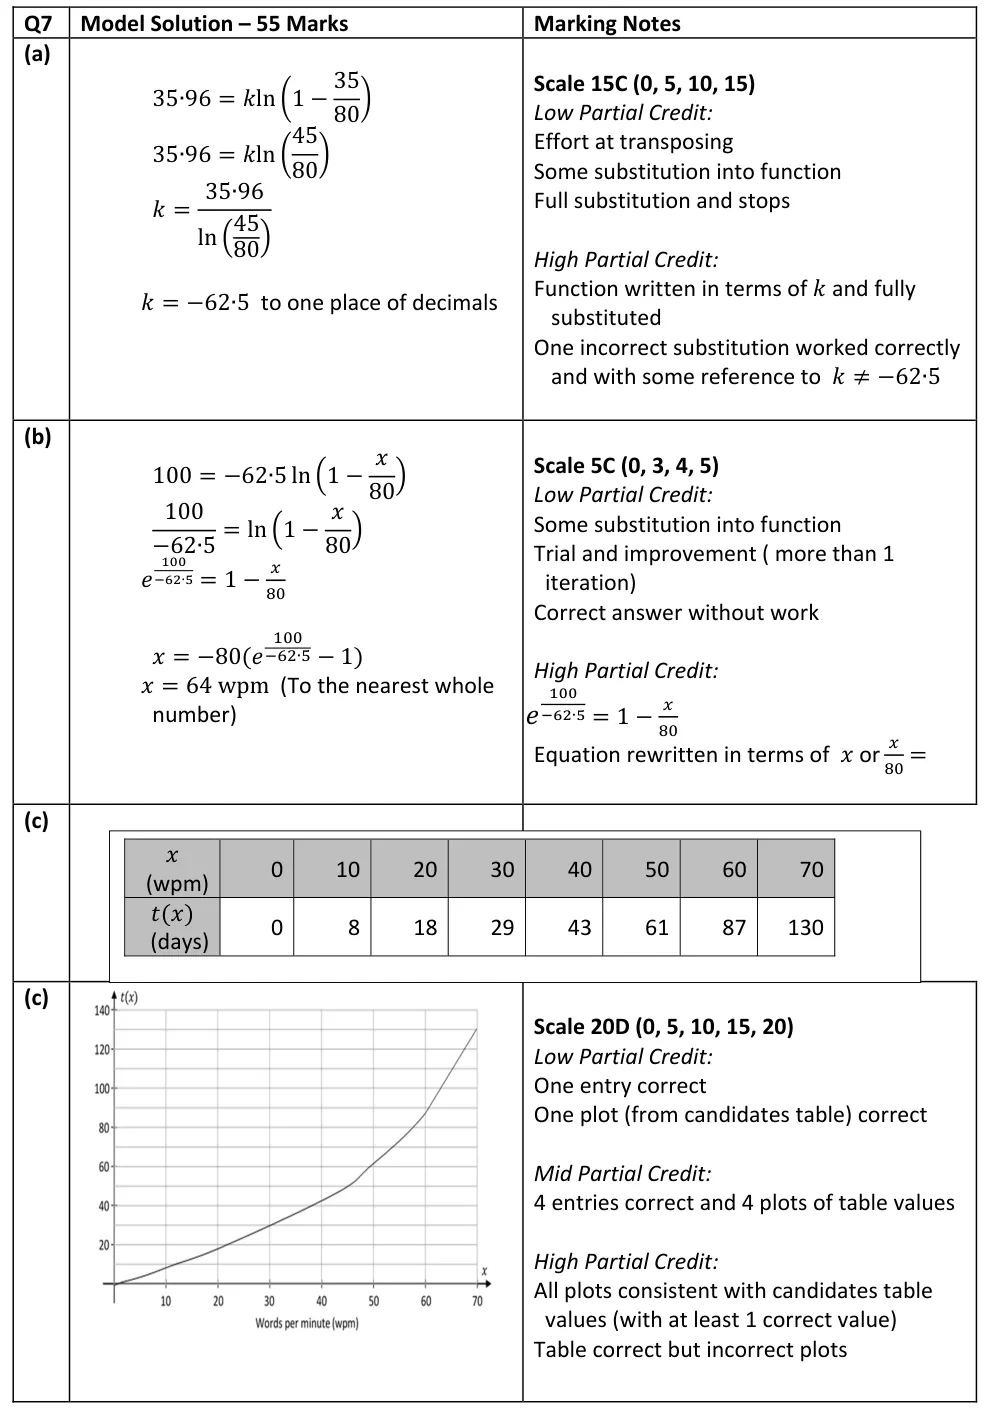 Q7 Model Solution – 55 Marks Marking Notes
(a)
35·96 = kln (1 − 35/80)
35·96 = kln (45/80)
k = 35·96 / ln (45/80)
k = −62·5 to one place of decimals
Scale 15C (0, 5, 10, 15)
Low Partial Credit:
Effort at transposing
Some substitution into function
Full substitution and stops
High Partial Credit:
Function written in terms of k and fully
substituted
One incorrect substitution worked correctly
and with some reference to k ≠ −62·5
(b)
100 = −62·5 ln (1 − x/80)
100/−62·5 = ln (1 − x/80)
e^(100/−62·5) = 1 − x/80
x = −80(e^(100/−62·5) − 1)
x = 64 wpm (To the nearest whole
number)
Scale 5C (0, 3, 4, 5)
Low Partial Credit:
Some substitution into function
Trial and improvement ( more than 1
iteration)
Correct answer without work
High Partial Credit:
e^(100/−62·5) = 1 − x/80
Equation rewritten in terms of x or x/80 =
(c)
x
(wpm) 0 10 20 30 40 50 60 70
t(x)
(days) 0 8 18 29 43 61 87 130
(c)
t(x)
140
120
100
80
60
40
20
x
10 20 30 40 50 60 70
Words per minute (wpm)
Scale 20D (0, 5, 10, 15, 20)
Low Partial Credit:
One entry correct
One plot (from candidates table) correct
Mid Partial Credit:
4 entries correct and 4 plots of table values
High Partial Credit:
All plots consistent with candidates table
values (with at least 1 correct value)
Table correct but incorrect plots